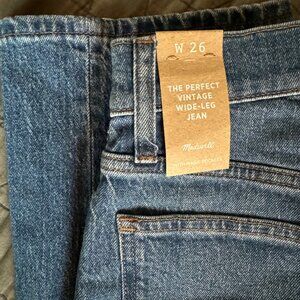 W 26
THE PERFECT
VINTAGE
WIDE-LEG
JEAN
Madewell